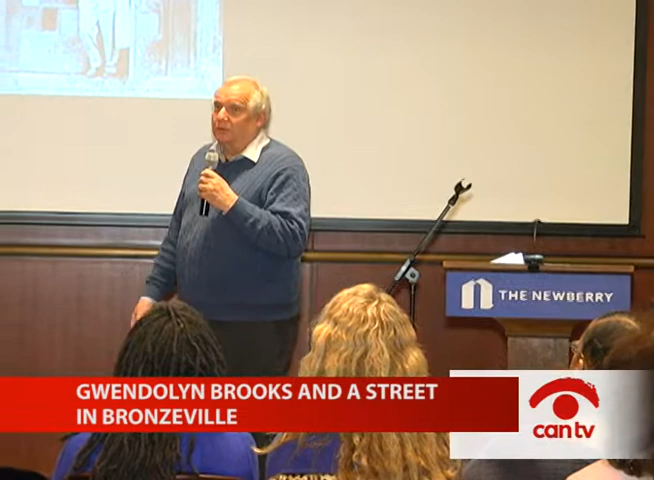 THE NEWBERRY
GWENDOLYN BROOKS AND A STREET
IN BRONZEVILLE
can tv